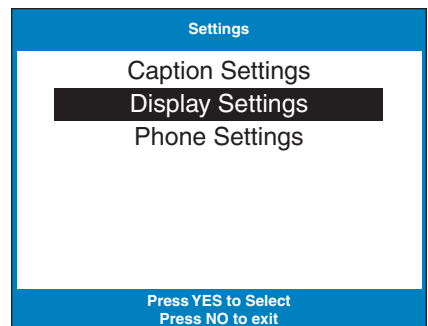 Settings
Caption Settings
Display Settings
Phone Settings
Press YES to Select
Press NO to exit